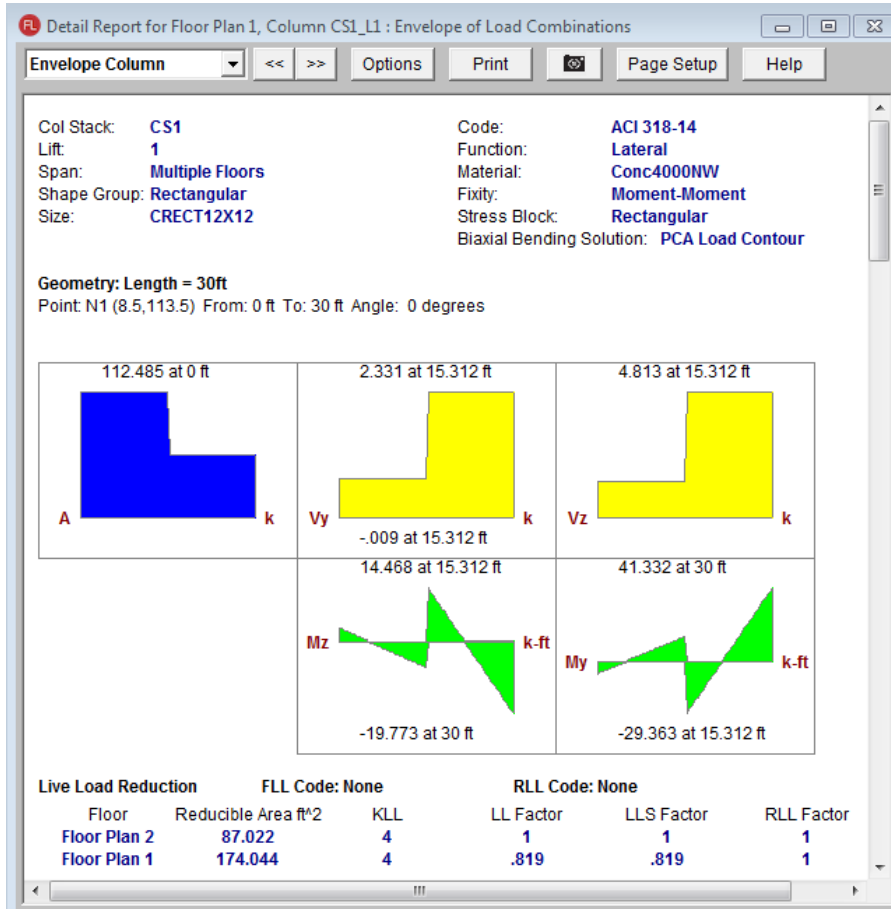 FL Detail Report for Floor Plan 1, Column CS1_L1 : Envelope of Load Combinations
Envelope Column << >> Options Print Page Setup Help
Col Stack: CS1 Code: ACI 318-14
Lift: 1 Function: Lateral
Span: Multiple Floors Material: Conc4000NW
Shape Group: Rectangular Fixity: Moment-Moment
Size: CRECT12X12 Stress Block: Rectangular
Biaxial Bending Solution: PCA Load Contour
Geometry: Length = 30ft
Point: N1 (8.5,113.5) From: 0 ft To: 30 ft Angle: 0 degrees
112.485 at 0 ft 2.331 at 15.312 ft 4.813 at 15.312 ft
A k Vy k Vz k
-.009 at 15.312 ft
14.468 at 15.312 ft 41.332 at 30 ft
Mz k-ft My k-ft
-19.773 at 30 ft -29.363 at 15.312 ft
Live Load Reduction FLL Code: None RLL Code: None
Floor Reducible Area ft^2 KLL LL Factor LLS Factor RLL Factor
Floor Plan 2 87.022 4 1 1 1
Floor Plan 1 174.044 4 .819 .819 1